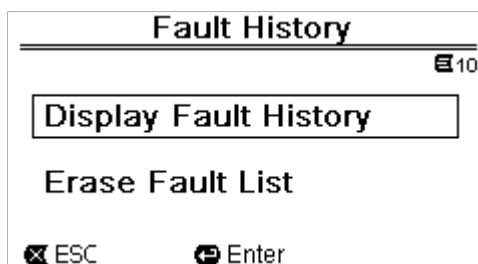 Fault History
10
Display Fault History
Erase Fault List
ESC Enter